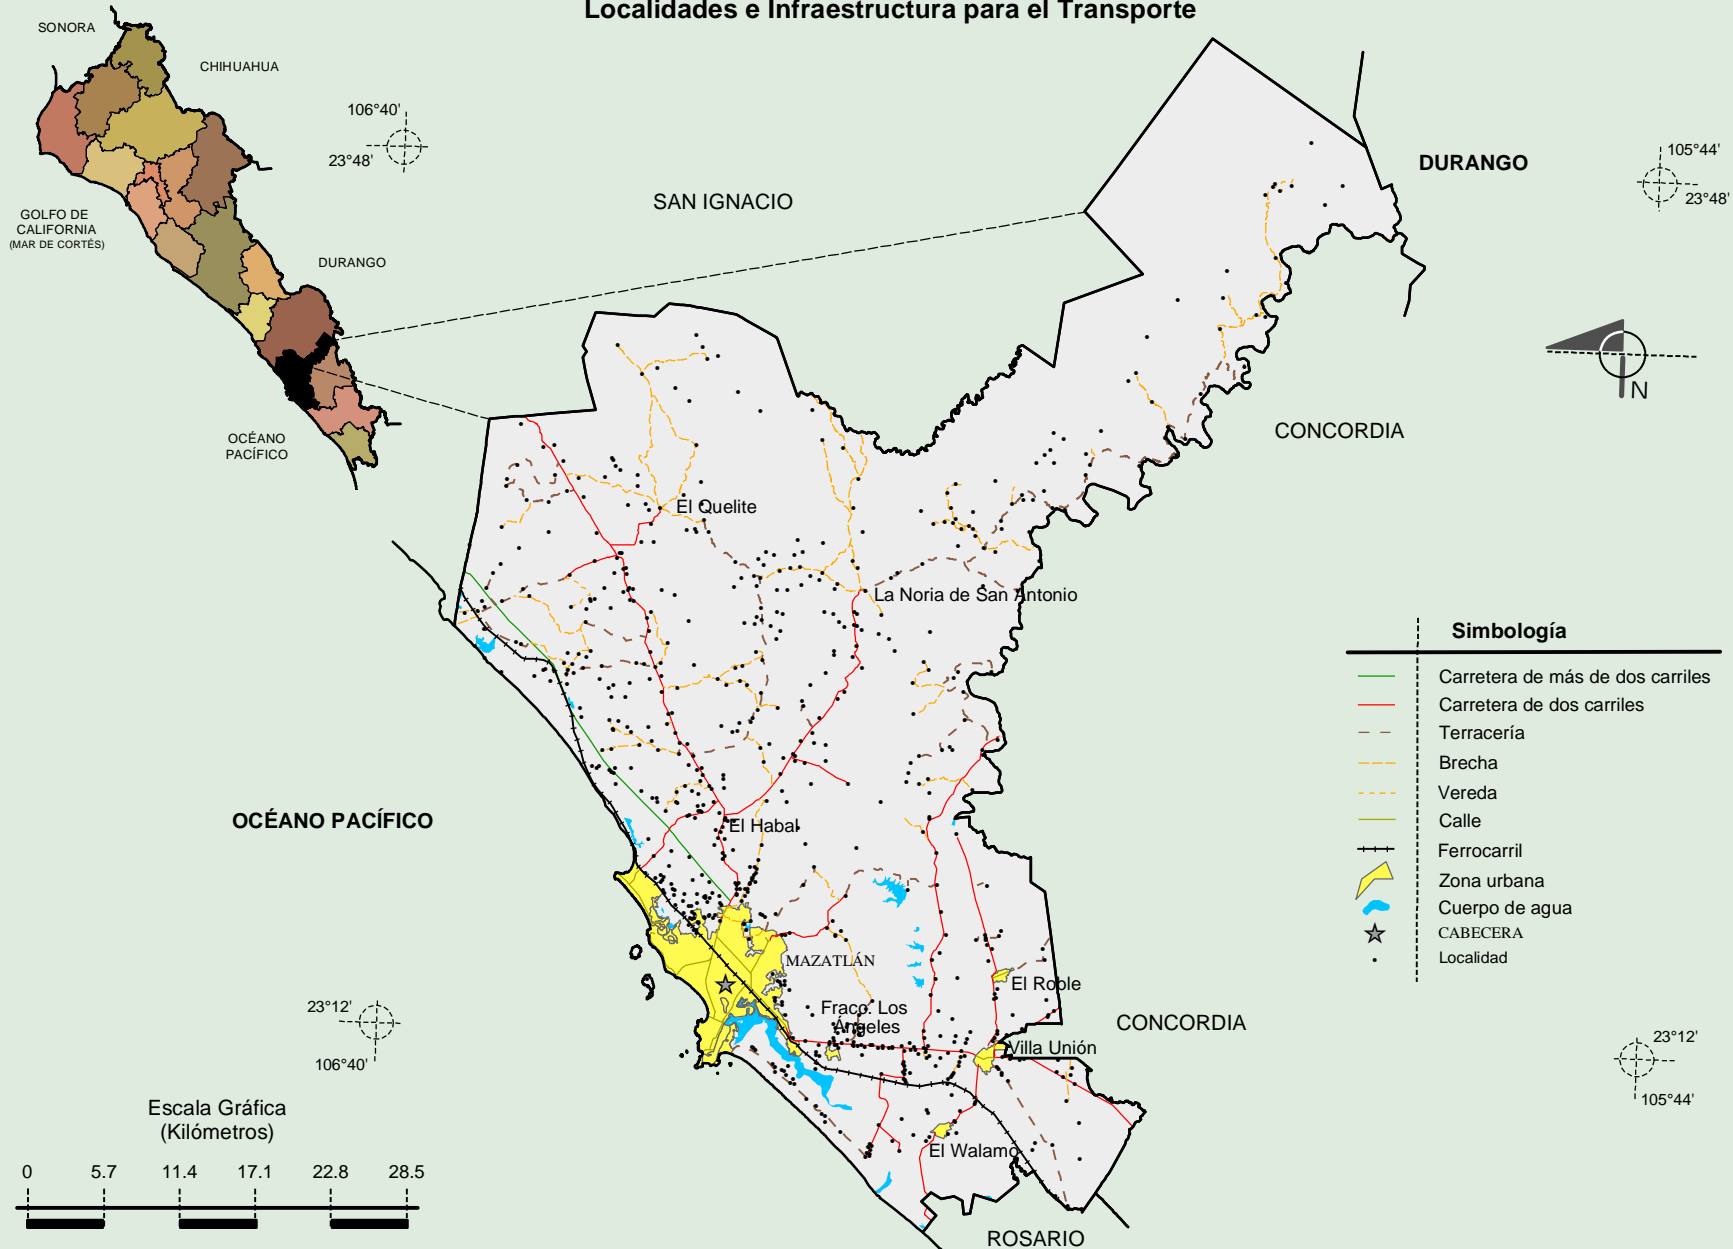 Localidades e Infraestructura para el Transporte
SONORA
CHIHUAHUA
GOLFO DE
CALIFORNIA
(MAR DE CORTÉS)
DURANGO
OCÉANO
PACÍFICO
106°40'
23°48'
SAN IGNACIO
DURANGO
105°44'
23°48'
N
CONCORDIA
El Quelite
La Noria de San Antonio
OCÉANO PACÍFICO
El Habal
MAZATLÁN
El Roble
Fracc. Los
Ángeles
Villa Unión
El Walamo
CONCORDIA
ROSARIO
23°12'
106°40'
23°12'
105°44'
Simbología
Carretera de más de dos carriles
Carretera de dos carriles
Terracería
Brecha
Vereda
Calle
Ferrocarril
Zona urbana
Cuerpo de agua
CABECERA
Localidad
Escala Gráfica
(Kilómetros)
0 5.7 11.4 17.1 22.8 28.5